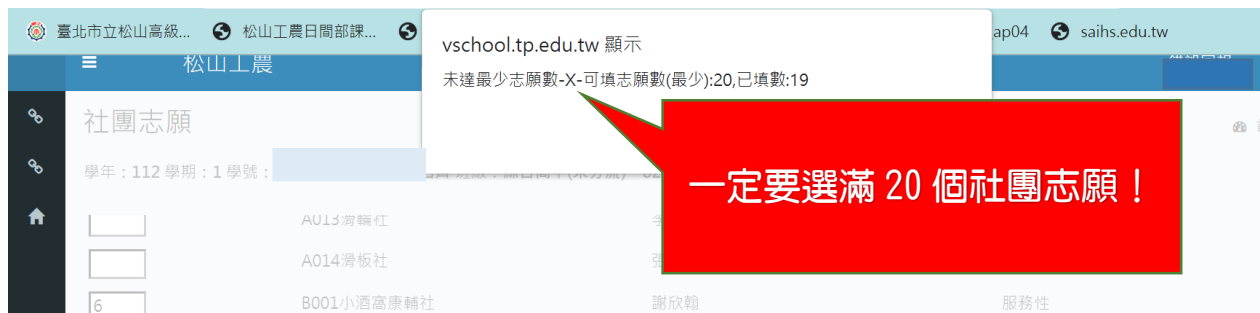 臺北市立松山高級...
松山工農日間部課...
ap04
saihs.edu.tw
vschool.tp.edu.tw 顯示
未達最少志願數-X-可填志願數(最少):20,已填數:19
松山工農
社團志願
學年：112 學期：1 學號：
一定要選滿 20 個社團志願！
A013滑輪社
A014滑板社
張
6
B001小酒窩康輔社
謝欣翰
服務性